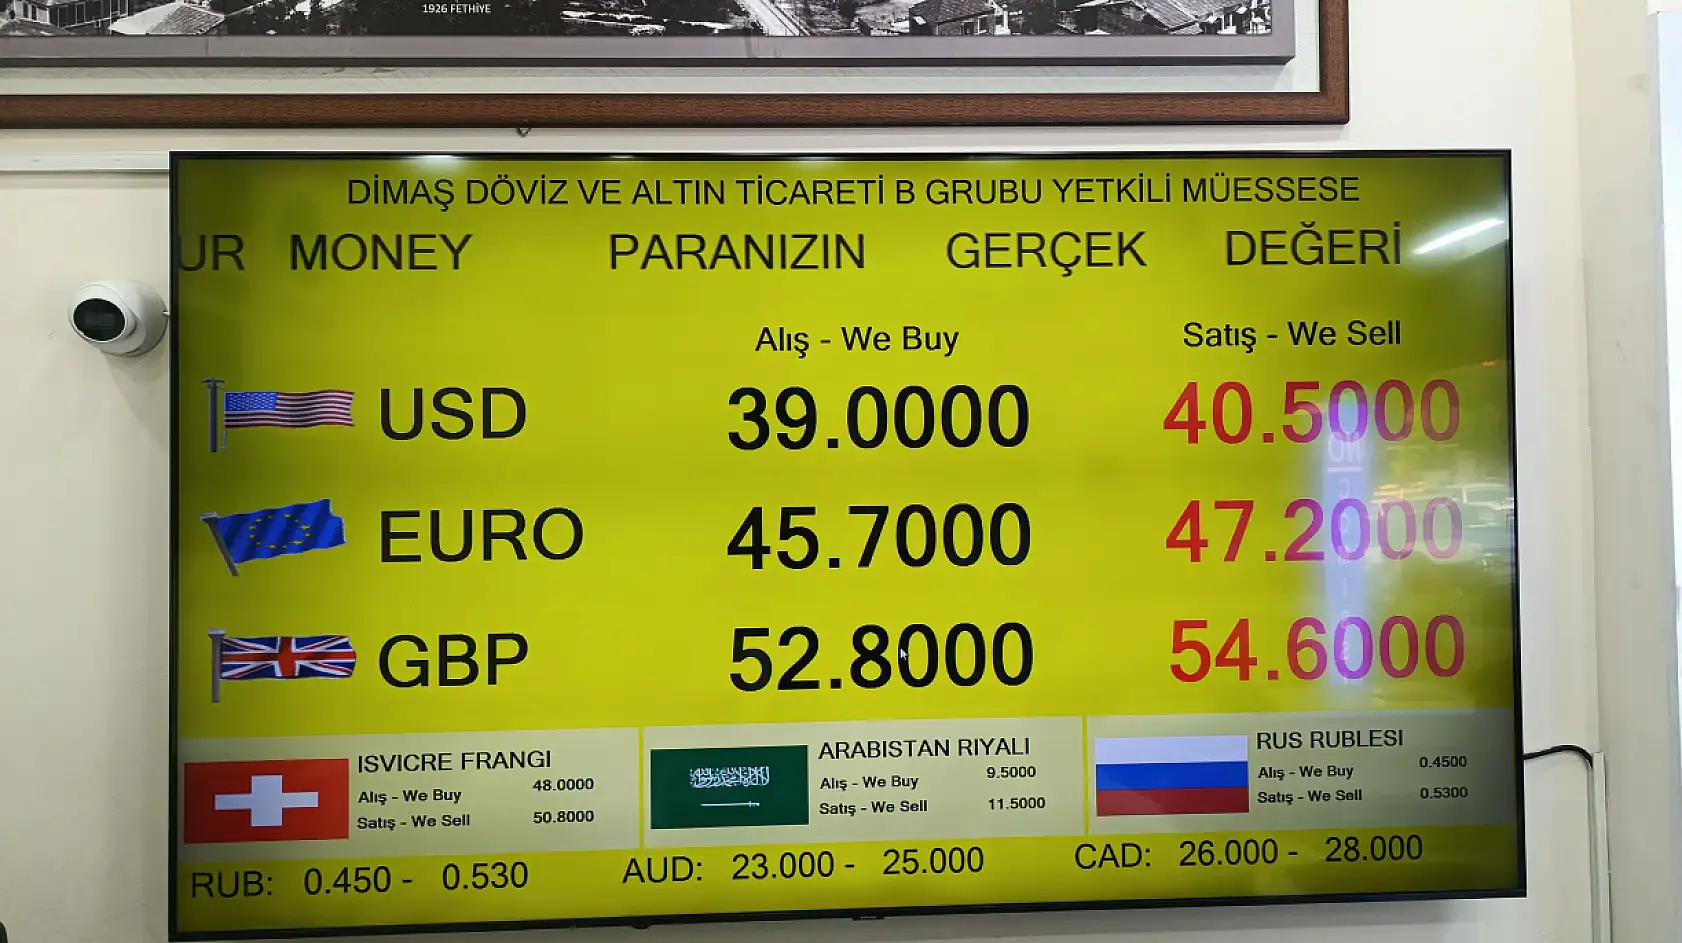 1926 FETHİYE
DİMAŞ DÖVİZ VE ALTIN TİCARETİ B GRUBU YETKİLİ MÜESSESE
UR MONEY PARANIZIN GERÇEK DEĞERİ
Alış - We Buy Satış - We Sell
USD 39.0000 40.5000
EURO 45.7000 47.2000
GBP 52.8000 54.6000
ISVICRE FRANGI
Alış - We Buy 48.0000
Satış - We Sell 50.8000
ARABISTAN RIYALI
Alış - We Buy 9.5000
Satış - We Sell 11.5000
RUS RUBLESI
Alış - We Buy 0.4500
Satış - We Sell 0.5300
RUB: 0.450 - 0.530 AUD: 23.000 - 25.000 CAD: 26.000 - 28.000